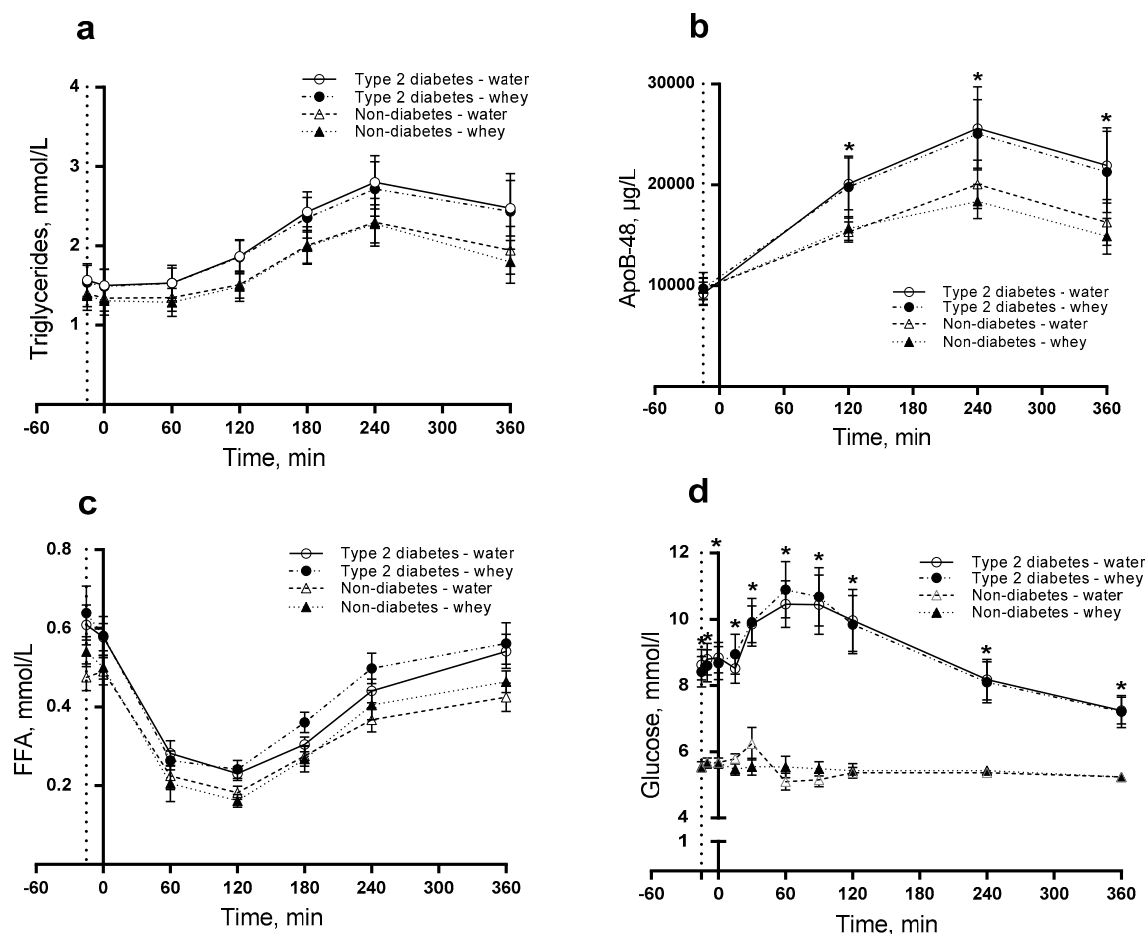 a
4
3
2
1
Triglycerides, mmol/L
Type 2 diabetes - water
Type 2 diabetes - whey
Non-diabetes - water
Non-diabetes - whey
-60 0 60 120 180 240 300 360
Time, min
b
30000
20000
10000
ApoB-48, µg/L
* * *
Type 2 diabetes - water
Type 2 diabetes - whey
Non-diabetes - water
Non-diabetes - whey
-60 0 60 120 180 240 300 360
Time, min
c
0.8
0.6
0.4
0.2
FFA, mmol/L
Type 2 diabetes - water
Type 2 diabetes - whey
Non-diabetes - water
Non-diabetes - whey
-60 0 60 120 180 240 300 360
Time, min
d
12
10
8
6
4
1
Glucose, mmol/l
* * * * * * * * * *
Type 2 diabetes - water
Type 2 diabetes - whey
Non-diabetes - water
Non-diabetes - whey
-60 0 60 120 180 240 300 360
Time, min